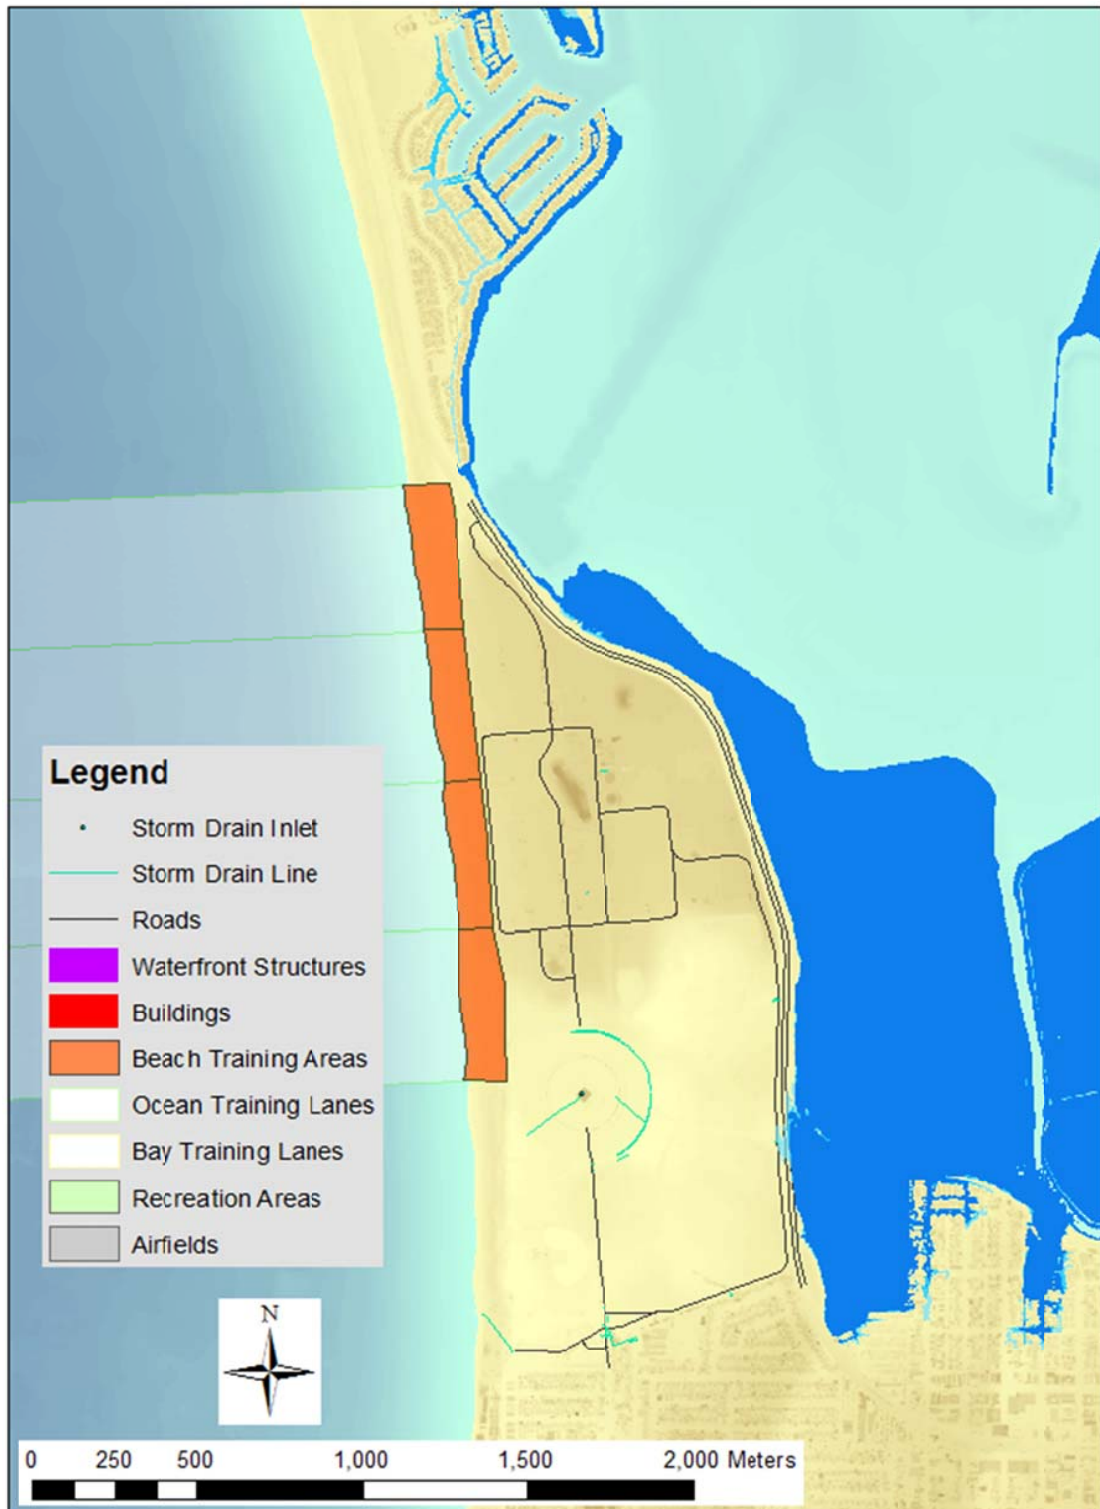 Legend
Storm Drain Inlet
Storm Drain Line
Roads
Waterfront Structures
Buildings
Beach Training Areas
Ocean Training Lanes
Bay Training Lanes
Recreation Areas
Airfields
N
0 250 500 1,000 1,500 2,000 Meters